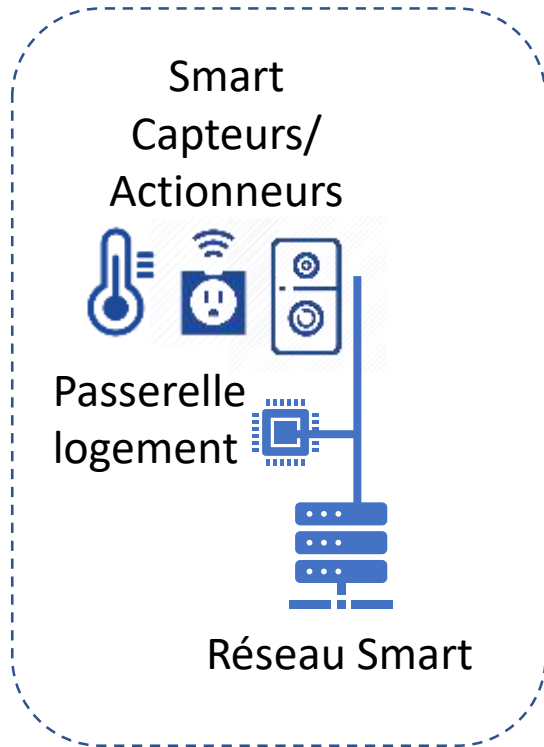 Smart
Capteurs/
Actionneurs
Passerelle
logement
Réseau Smart